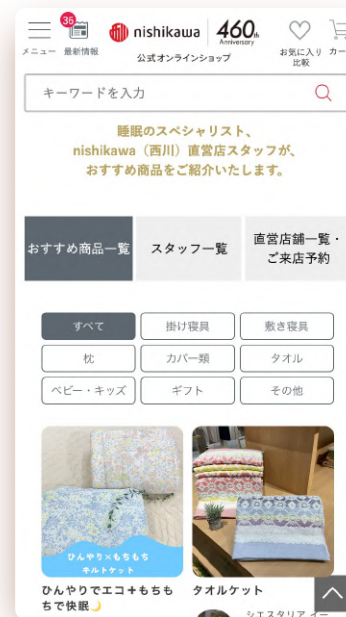 36
nishikawa
460th
Anniversary
メニュー
最新情報
公式オンラインショップ
お気に入り
比較
カー
キーワードを入力
睡眠のスペシャリスト、
nishikawa（西川）直営店スタッフが、
おすすめ商品をご紹介いたします。
おすすめ商品一覧
スタッフ一覧
直営店舗一覧・
ご来店予約
すべて
掛け寝具
敷き寝具
枕
カバー類
タオル
ベビー・キッズ
ギフト
その他
ひんやり×もちもち
キルトケット
ひんやりでエコ+もちも
ちで快眠🌙
タオルケット
シエスタリア イー